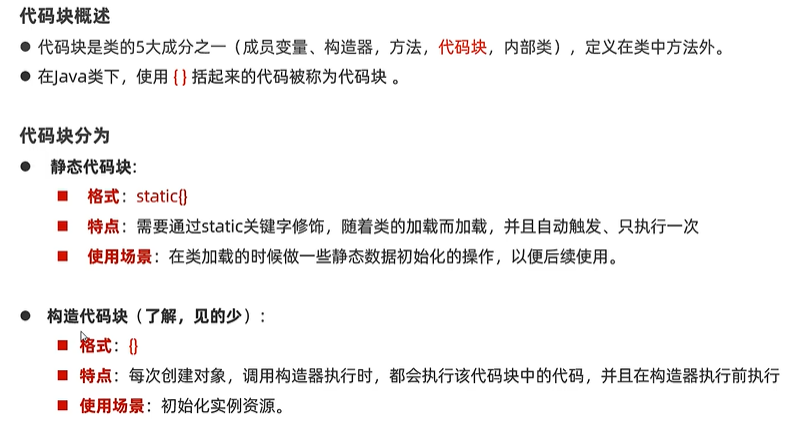 代码块概述
● 代码块是类的5大成分之一（成员变量、构造器，方法，代码块，内部类），定义在类中方法外。
● 在Java类下，使用 { } 括起来的代码被称为代码块 。
代码块分为
● 静态代码块:
■ 格式：static{}
■ 特点：需要通过static关键字修饰，随着类的加载而加载，并且自动触发、只执行一次
■ 使用场景：在类加载的时候做一些静态数据初始化的操作，以便后续使用。
● 构造代码块（了解，见的少）:
■ 格式：{}
■ 特点：每次创建对象，调用构造器执行时，都会执行该代码块中的代码，并且在构造器执行前执行
■ 使用场景：初始化实例资源。